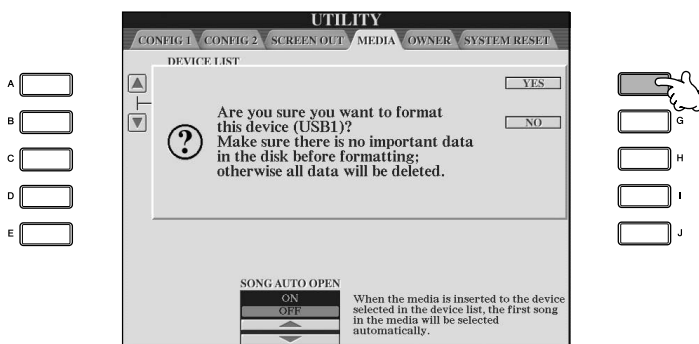 UTILITY
CONFIG 1 CONFIG 2 SCREEN OUT MEDIA OWNER SYSTEM RESET
DEVICE LIST
A
B
C
D
E
YES
NO
Are you sure you want to format
this device (USB1)?
Make sure there is no important data
in the disk before formatting;
otherwise all data will be deleted.
G
H
I
J
SONG AUTO OPEN
ON
OFF
When the media is inserted to the device
selected in the device list, the first song
in the media will be selected
automatically.